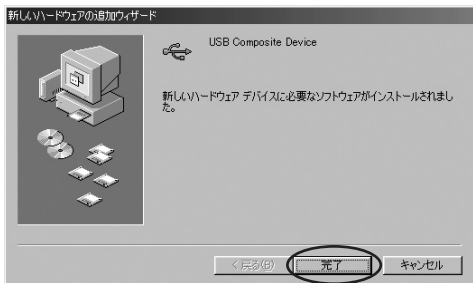 新しいハードウェアの追加ウィザード
USB Composite Device
新しいハードウェア デバイスに必要なソフトウェアがインストールされまし
た。
< 戻る(B)
完了
キャンセル